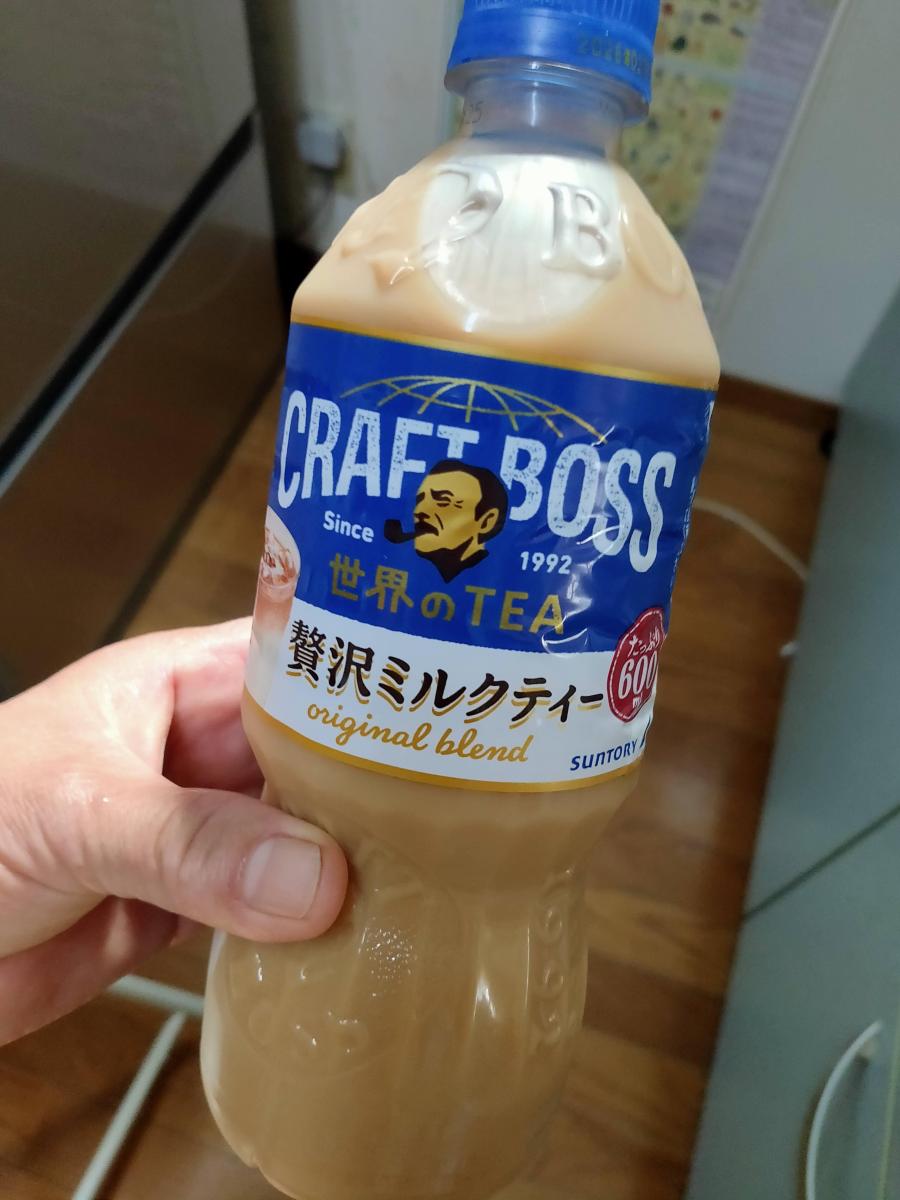 B
CRAFT BOSS
Since 1992
世界のTEA
贅沢ミルクティー
original blend
たっぷり
600
ml
SUNTORY